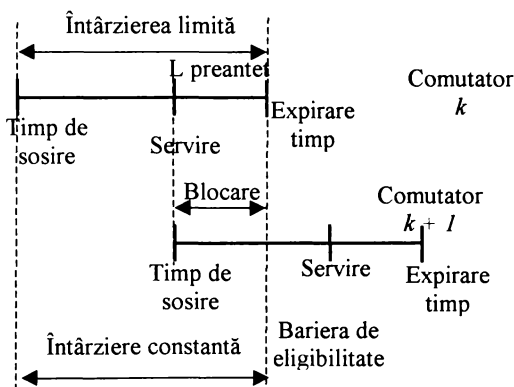 Întârzierea limită
L preantet
Comutator
k
Timp de
sosire
Servire
Expirare
timp
Blocare
Comutator
k + 1
Timp de
sosire
Servire
Expirare
timp
Întârziere constantă
Bariera de
eligibilitate